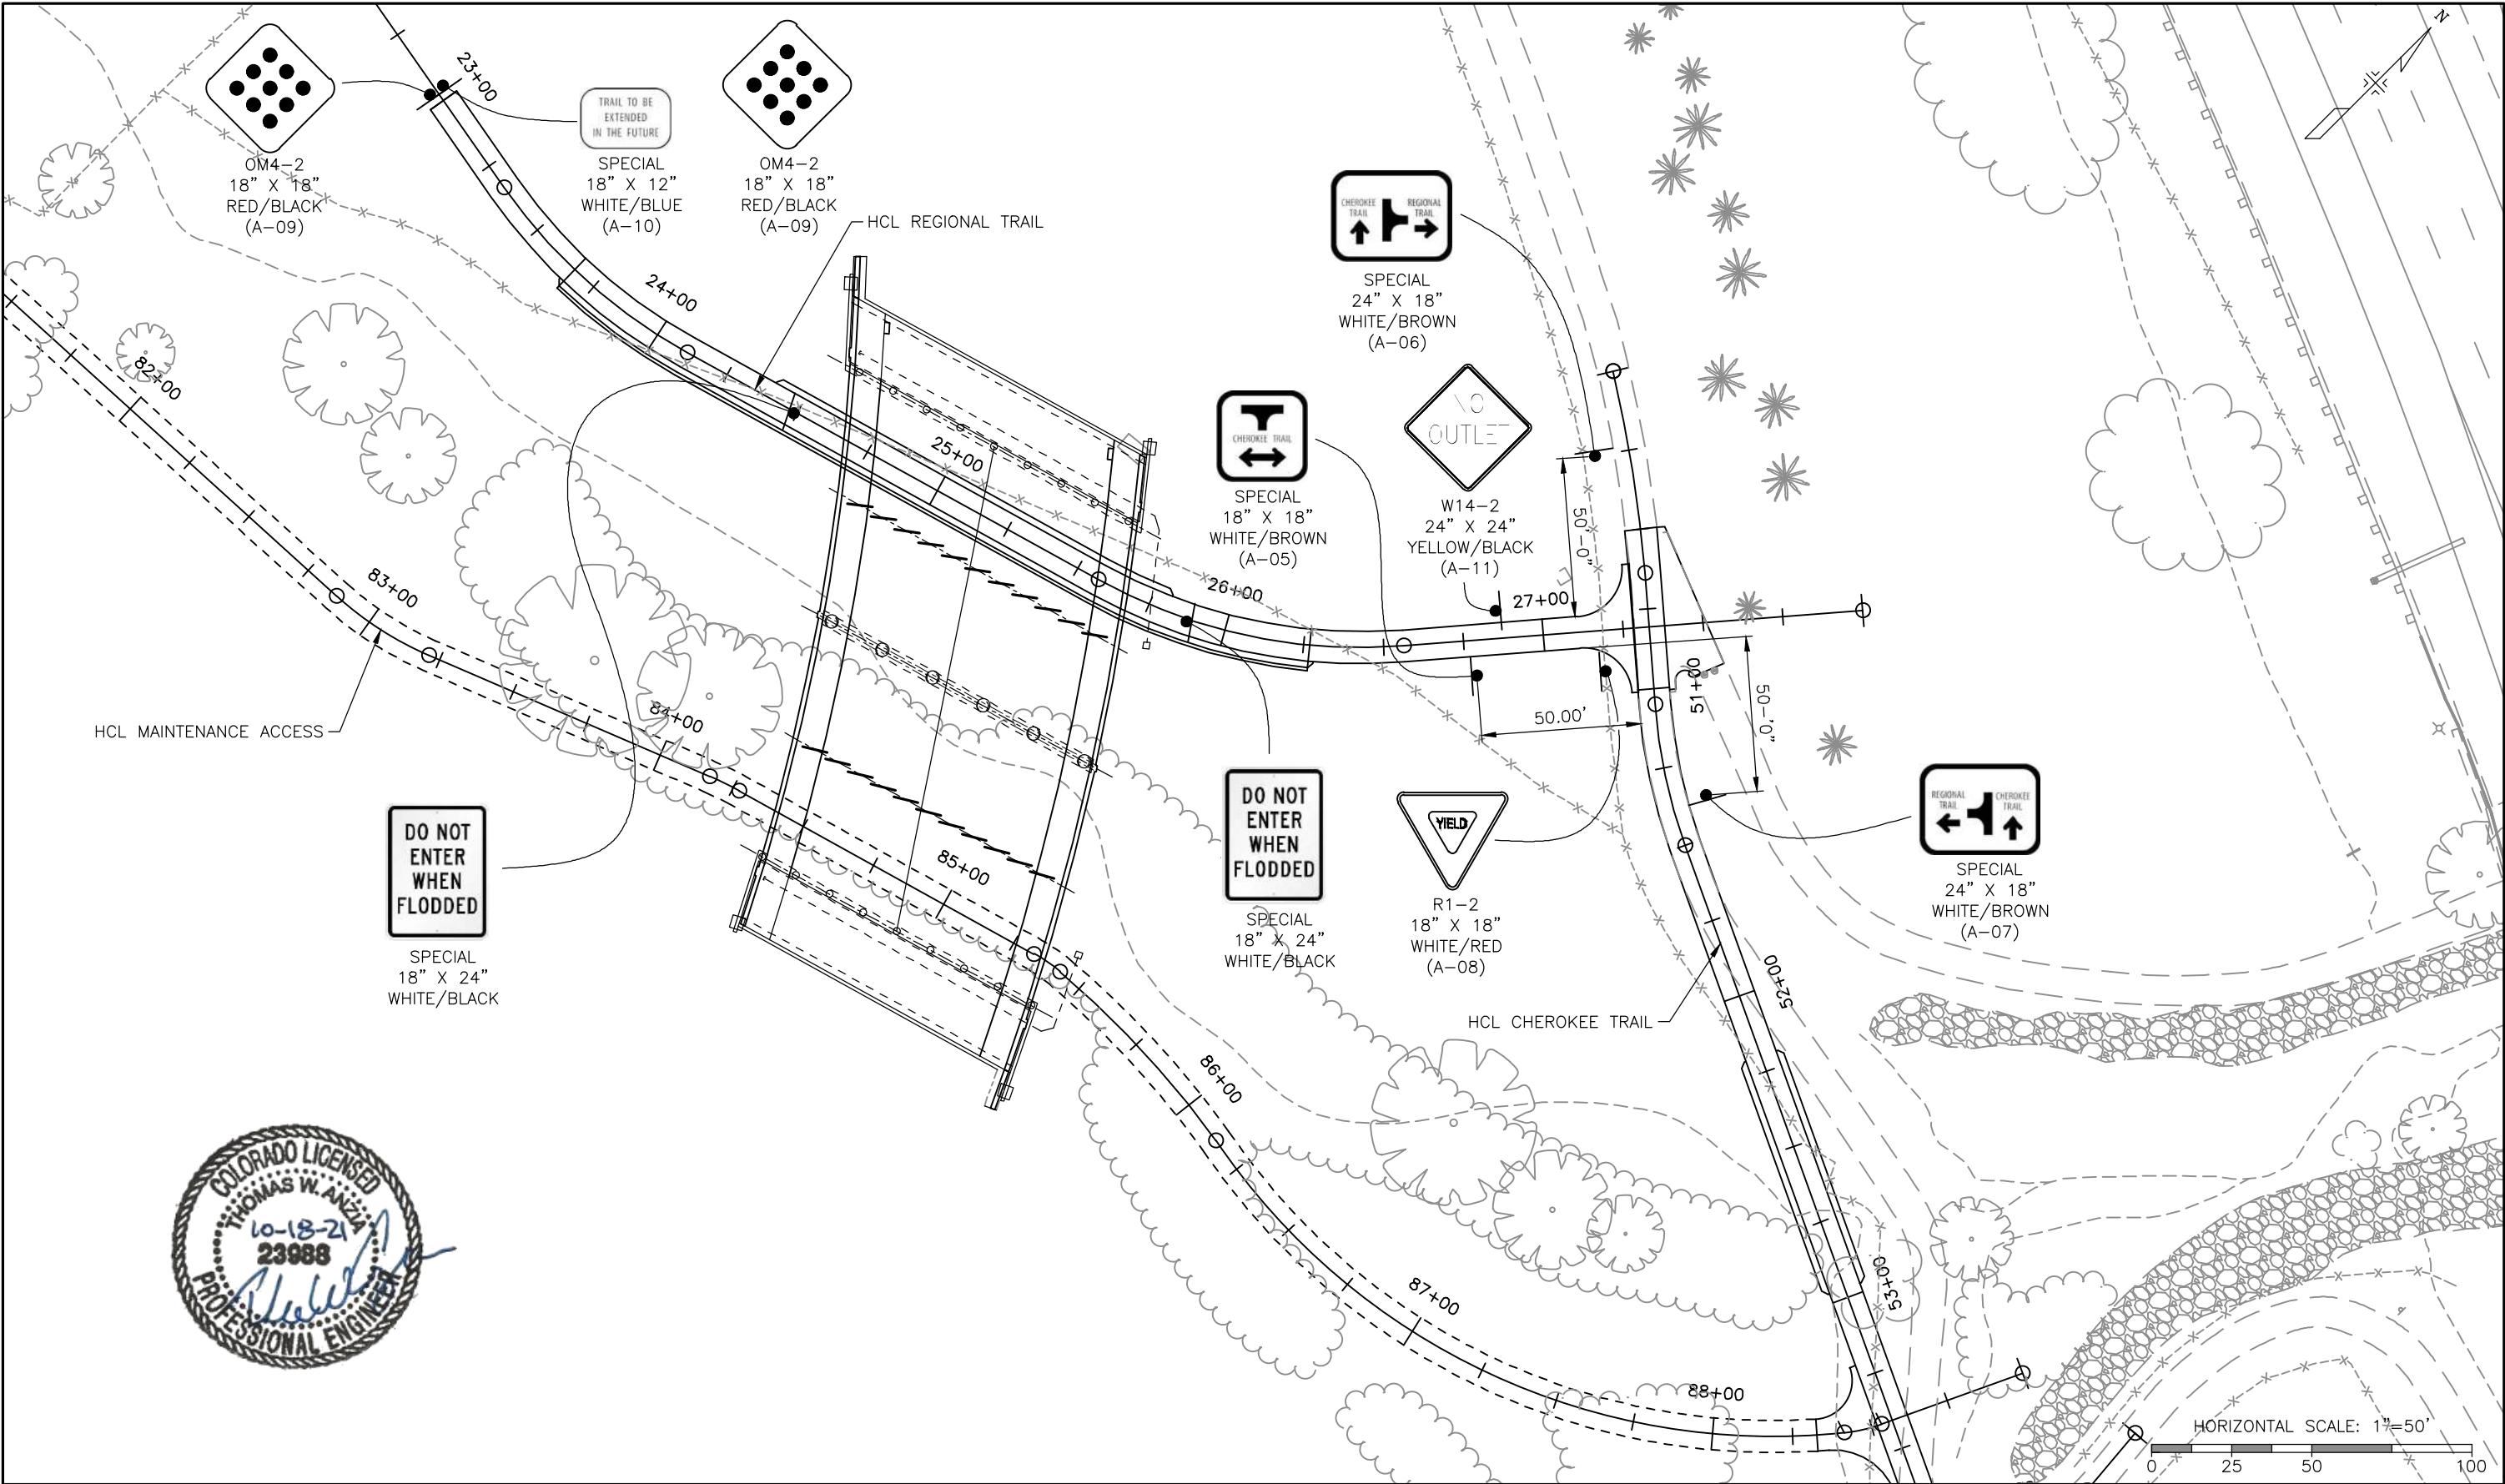 N
23+00
OM4-2
18" X 18"
RED/BLACK
(A-09)
TRAIL TO BE
EXTENDED
IN THE FUTURE
SPECIAL
18" X 12"
WHITE/BLUE
(A-10)
OM4-2
18" X 18"
RED/BLACK
(A-09)
HCL REGIONAL TRAIL
24+00
CHEROKEE
TRAIL
REGIONAL
TRAIL
SPECIAL
24" X 18"
WHITE/BROWN
(A-06)
82+00
25+00
CHEROKEE TRAIL
SPECIAL
18" X 18"
WHITE/BROWN
(A-05)
NO
OUTLET
W14-2
24" X 24"
YELLOW/BLACK
(A-11)
50'-0"
26+00
27+00
83+00
HCL MAINTENANCE ACCESS
84+00
50.00'
51+00
50-'0"
DO NOT
ENTER
WHEN
FLODDED
SPECIAL
18" X 24"
WHITE/BLACK
85+00
DO NOT
ENTER
WHEN
FLODDED
SPECIAL
18" X 24"
WHITE/BLACK
YIELD
R1-2
18" X 18"
WHITE/RED
(A-08)
REGIONAL
TRAIL
CHEROKEE
TRAIL
SPECIAL
24" X 18"
WHITE/BROWN
(A-07)
52+00
HCL CHEROKEE TRAIL
86+00
COLORADO LICENSED
THOMAS W. ANZIA
10-18-21
23988
PROFESSIONAL ENGINEER
87+00
53+00
88+00
HORIZONTAL SCALE: 1"=50'
0 25 50 100